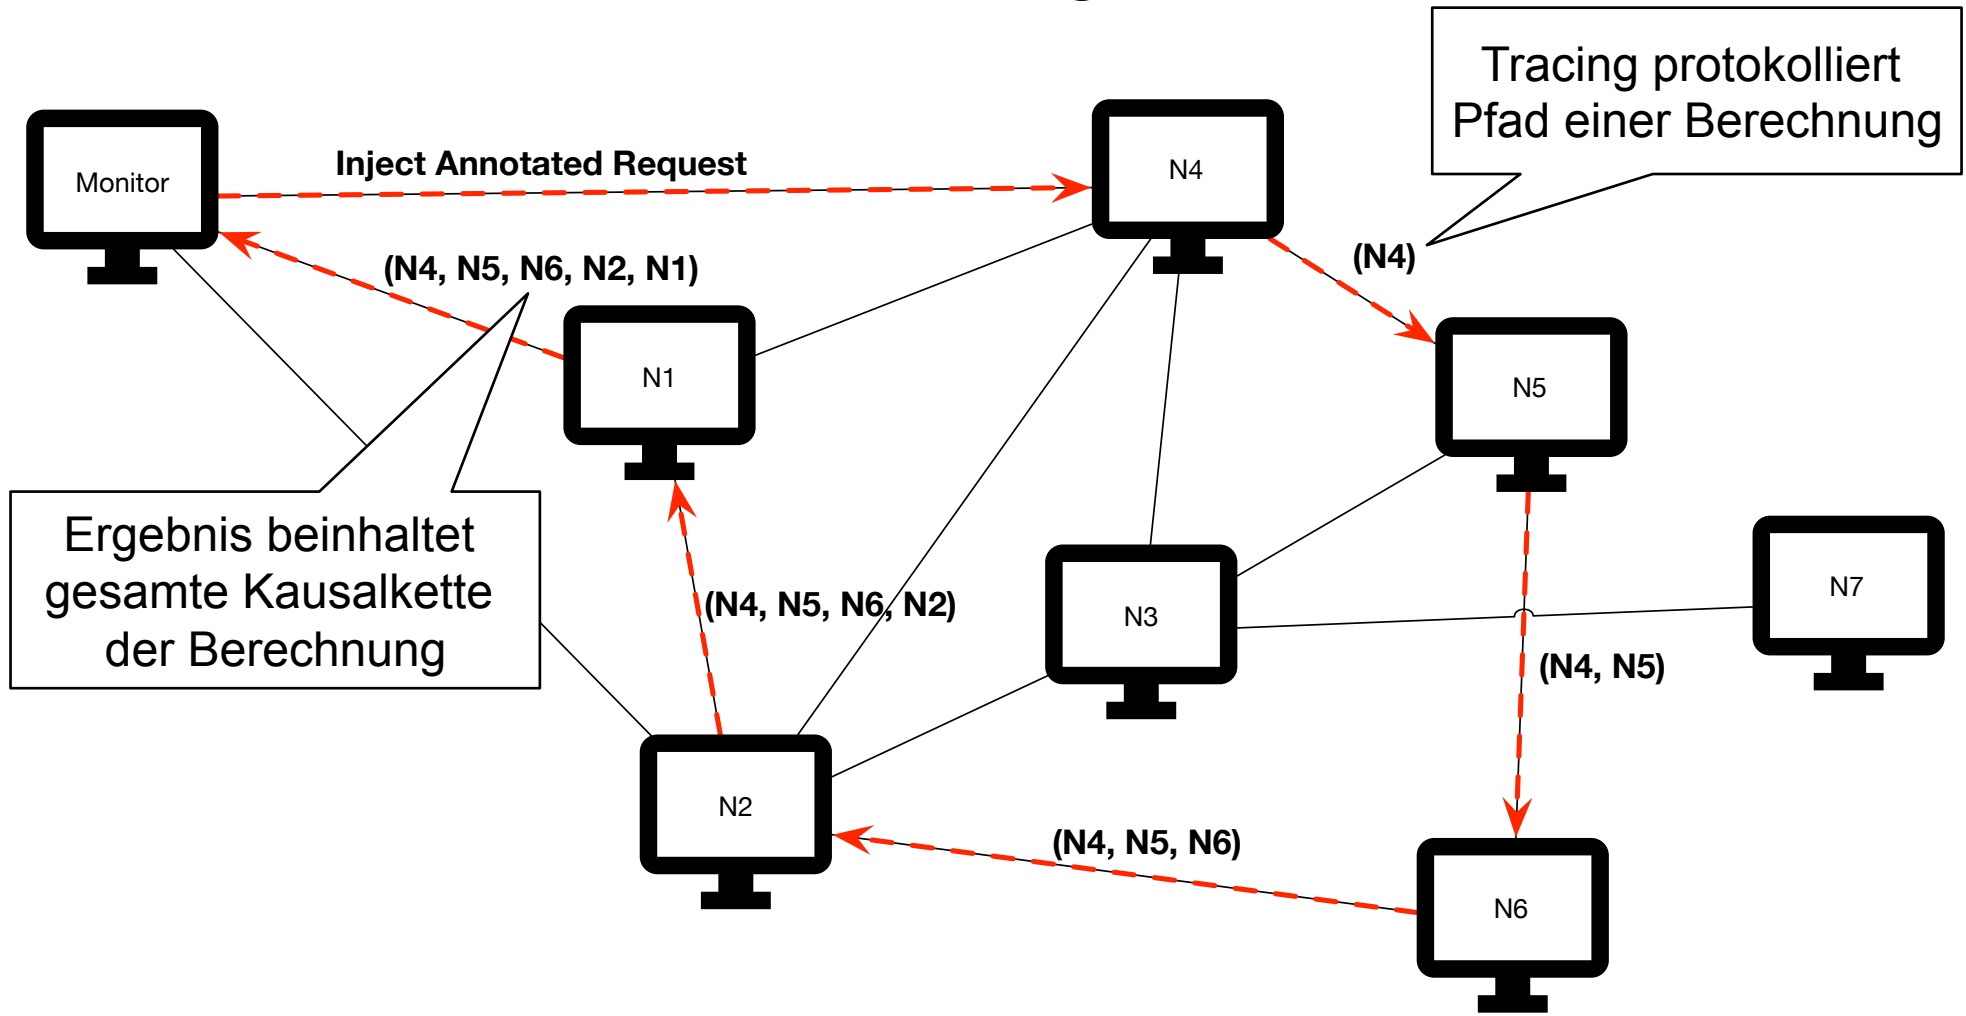 Tracing protokolliert
Pfad einer Berechnung
Inject Annotated Request
Monitor
N4
(N4)
(N4, N5, N6, N2, N1)
N1
N5
Ergebnis beinhaltet
gesamte Kausalkette
der Berechnung
(N4, N5, N6, N2)
N3
N7
(N4, N5)
N2
(N4, N5, N6)
N6